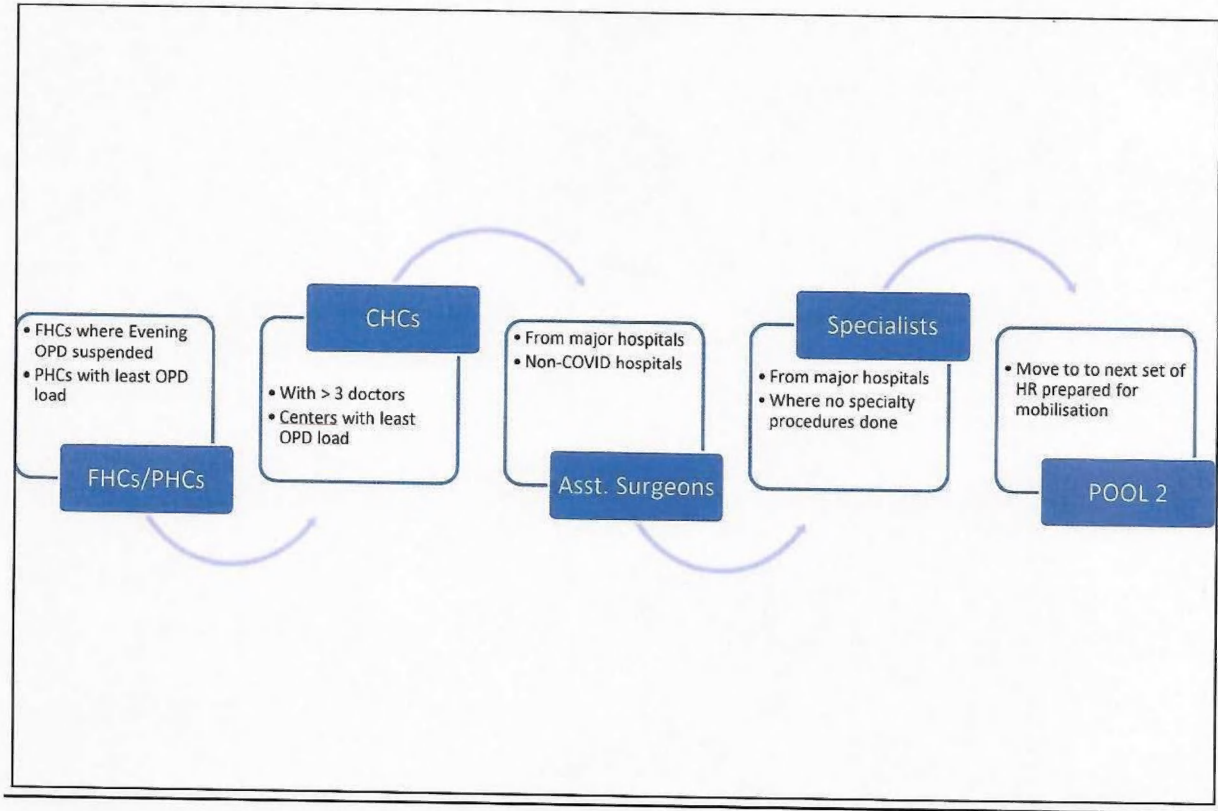 • FHCs where Evening
OPD suspended
• PHCs with least OPD
load
FHCs/PHCs
CHCs
• With > 3 doctors
• Centers with least
OPD load
• From major hospitals
• Non-COVID hospitals
Asst. Surgeons
Specialists
• From major hospitals
• Where no specialty
procedures done
• Move to to next set of
HR prepared for
mobilisation
POOL 2